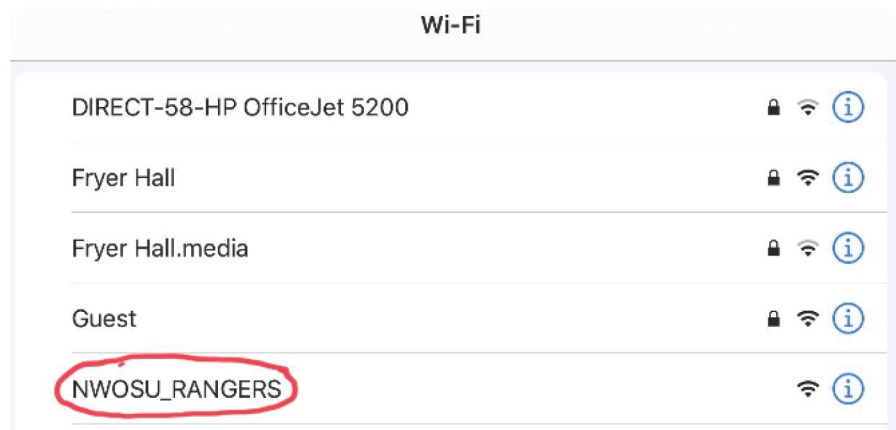 Wi-Fi
DIRECT-58-HP OfficeJet 5200
Fryer Hall
Fryer Hall.media
Guest
NWOSU_RANGERS